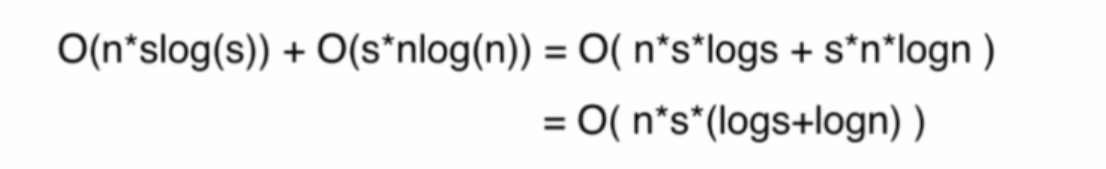 O(n*slog(s)) + O(s*nlog(n)) = O( n*s*logs + s*n*logn )
= O( n*s*(logs+logn) )